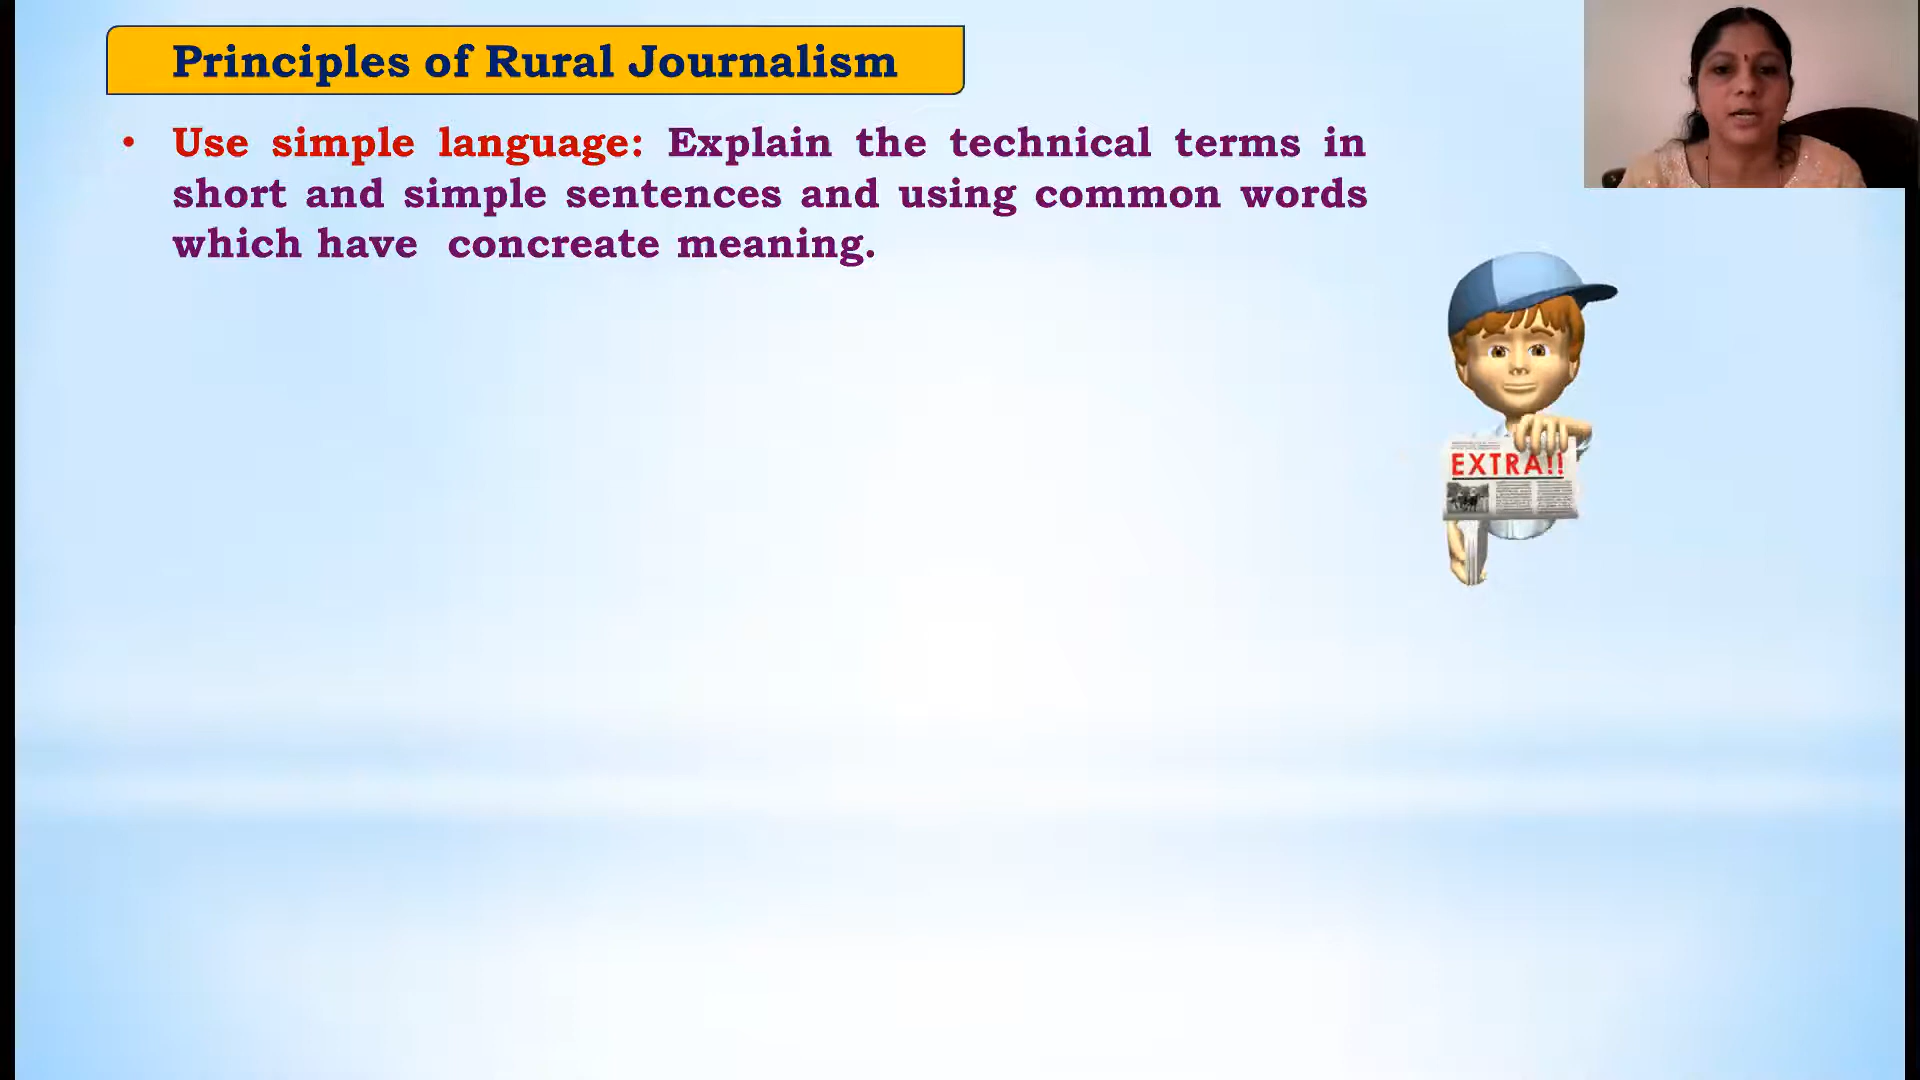 Principles of Rural Journalism
• Use simple language: Explain the technical terms in
short and simple sentences and using common words
which have concreate meaning.
EXTRA!!